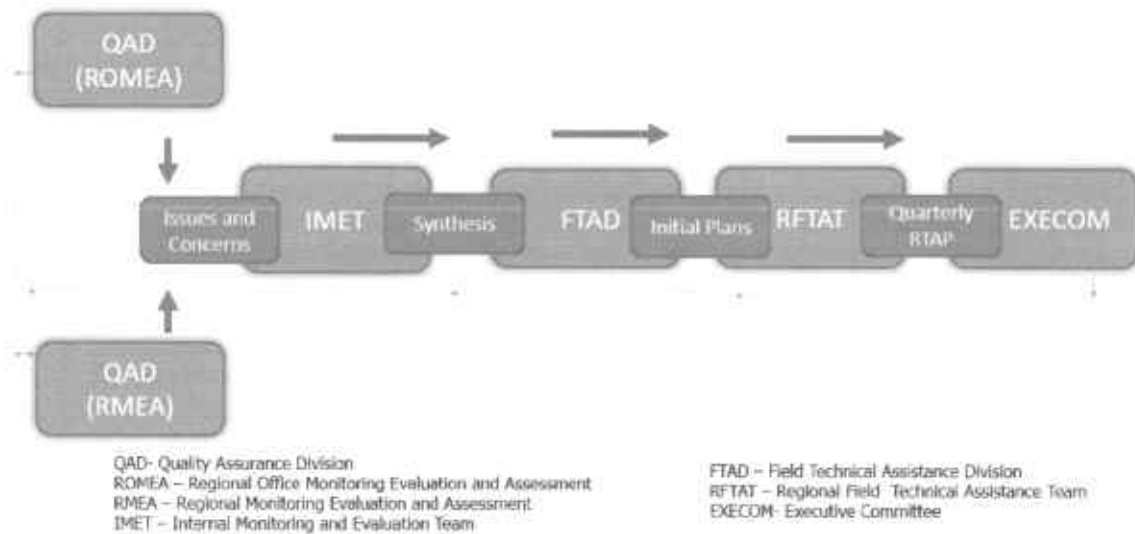 QAD
(ROMEA)
Issues and
Concerns
IMET
Synthesis
FTAD
Initial Plans
RFTAT
Quarterly
RTAP
EXECOM
QAD
(RMEA)
QAD- Quality Assurance Division
ROMEA – Regional Office Monitoring Evaluation and Assessment
RMEA – Regional Monitoring Evaluation and Assessment
IMET – Internal Monitoring and Evaluation Team
FTAD – Field Technical Assistance Division
RFTAT – Regional Field Technical Assistance Team
EXECOM- Executive Committee